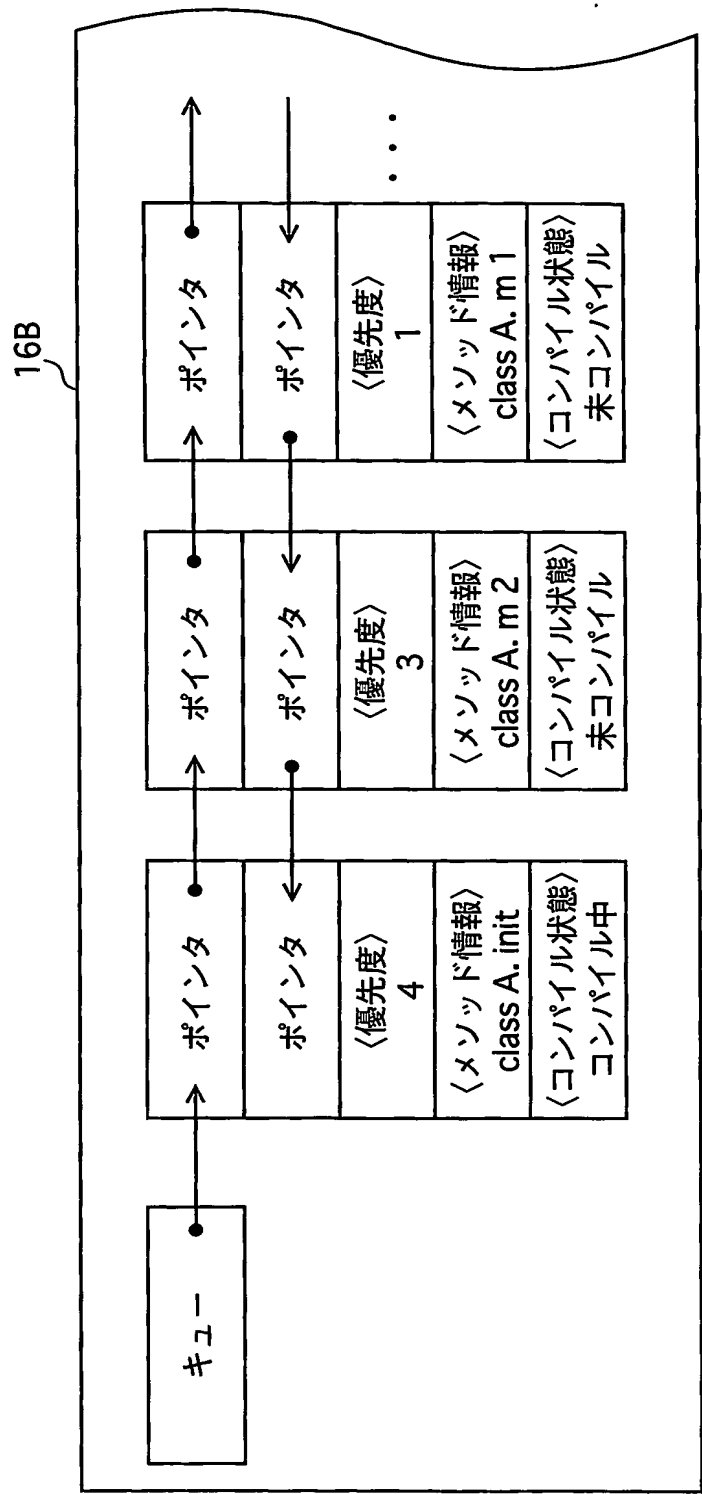 16B
キュー
ポインタ
ポインタ
〈優先度〉
4
〈メソッド情報〉
class A. init
〈コンパイル状態〉
コンパイル中
ポインタ
ポインタ
〈優先度〉
3
〈メソッド情報〉
class A. m 2
〈コンパイル状態〉
未コンパイル
ポインタ
ポインタ
〈優先度〉
1
〈メソッド情報〉
class A. m 1
〈コンパイル状態〉
未コンパイル
・・・